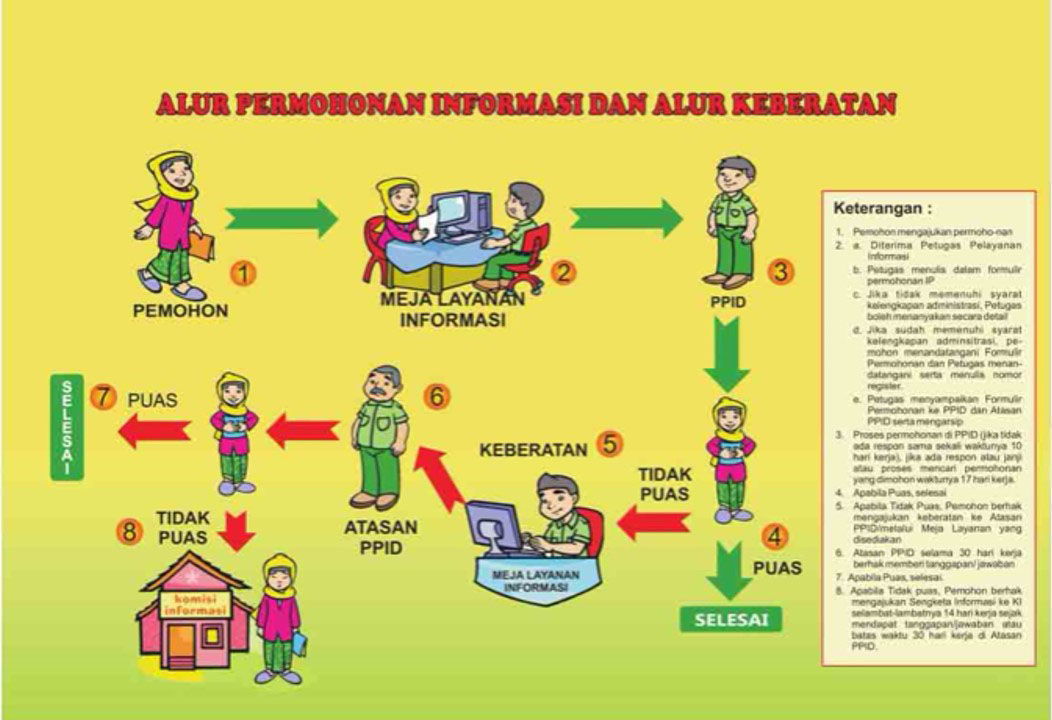 ALUR PERMOHONAN INFORMASI DAN ALUR KEBERATAN
1
PEMOHON
2
MEJA LAYANAN
INFORMASI
3
PPID
4
PUAS
SELESAI
TIDAK
PUAS
5
KEBERATAN
MEJA LAYANAN
INFORMASI
6
ATASAN
PPID
7
PUAS
SELESAI
8
TIDAK
PUAS
komisi
informasi
Keterangan :
1. Pemohon mengajukan permoho-nan
2. a. Diterima Petugas Pelayanan
Informasi
b. Petugas menulis dalam formulir
permohonan IP
c. Jika tidak memenuhi syarat
kelengkapan administrasi, Petugas
boleh menanyakan secara detail
d. Jika sudah memenuhi syarat
kelengkapan adminsitrasi, pe-
mohon menandatangani Formulir
Permohonan dan Petugas menan-
datangani serta menulis nomor
register.
e. Petugas menyampaikan Formulir
Permohonan ke PPID dan Atasan
PPID serta mengarsip
3. Proses permohonan di PPID (jika tidak
ada respon sama sekali waktunya 10
hari kerja), jika ada respon atau janji
atau proses mencari permohonan
yang dimohon waktunya 17 hari kerja.
4. Apabila Puas, selesai
5. Apabila Tidak Puas, Pemohon berhak
mengajukan keberatan ke Atasan
PPID/melalui Meja Layanan yang
disediakan
6. Atasan PPID selama 30 hari kerja
berhak memberi tanggapan/ jawaban
7. Apabila Puas, selesai.
8. Apabila Tidak puas, Pemohon berhak
mengajukan Sengketa Informasi ke KI
selambat-lambatnya 14 hari kerja sejak
mendapat tanggapan/jawaban atau
batas waktu 30 hari kerja di Atasan
PPID.